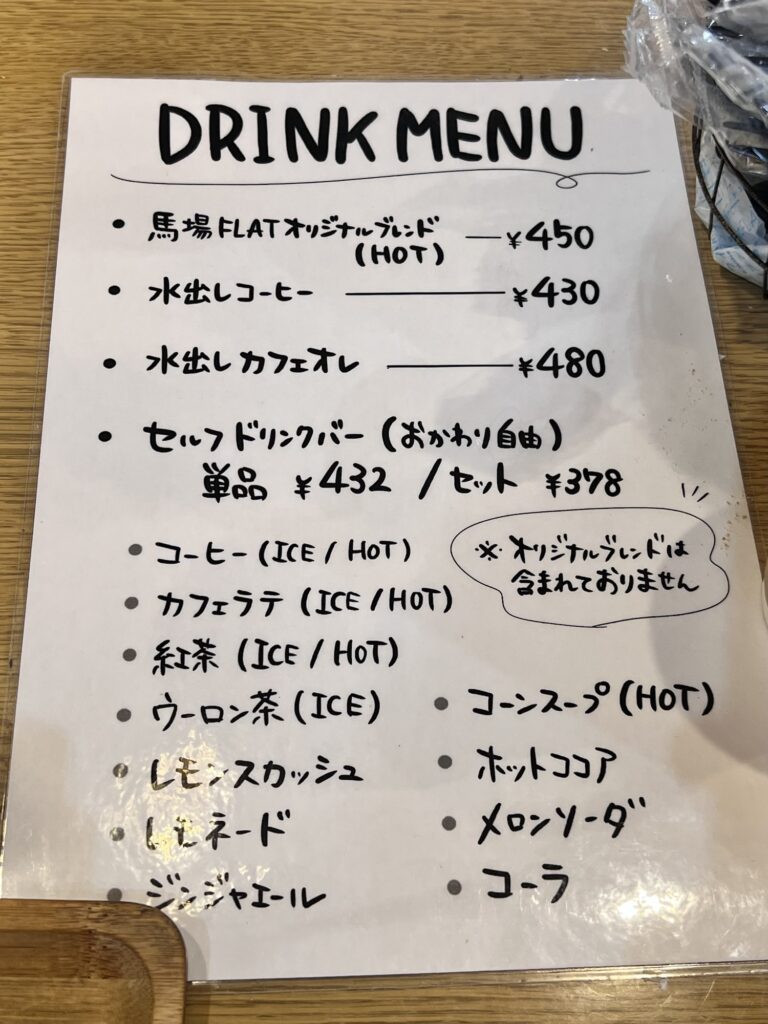 DRINK MENU
• 馬場FLATオリジナルブレンド ―¥450
(HOT)
• 水出しコーヒー ―¥430
• 水出しカフェオレ ―¥480
• セルフドリンクバー (おかわり自由)
単品 ¥432 / セット ¥378
• コーヒー (ICE / HOT)
※ オリジナルブレンドは
含まれておりません
• カフェラテ (ICE / HOT)
• 紅茶 (ICE / HOT)
• ウーロン茶 (ICE)
• レモンスカッシュ
• レモネード
• ジンジャエール
• コーンスープ (HOT)
• ホットココア
• メロンソーダ
• コーラ